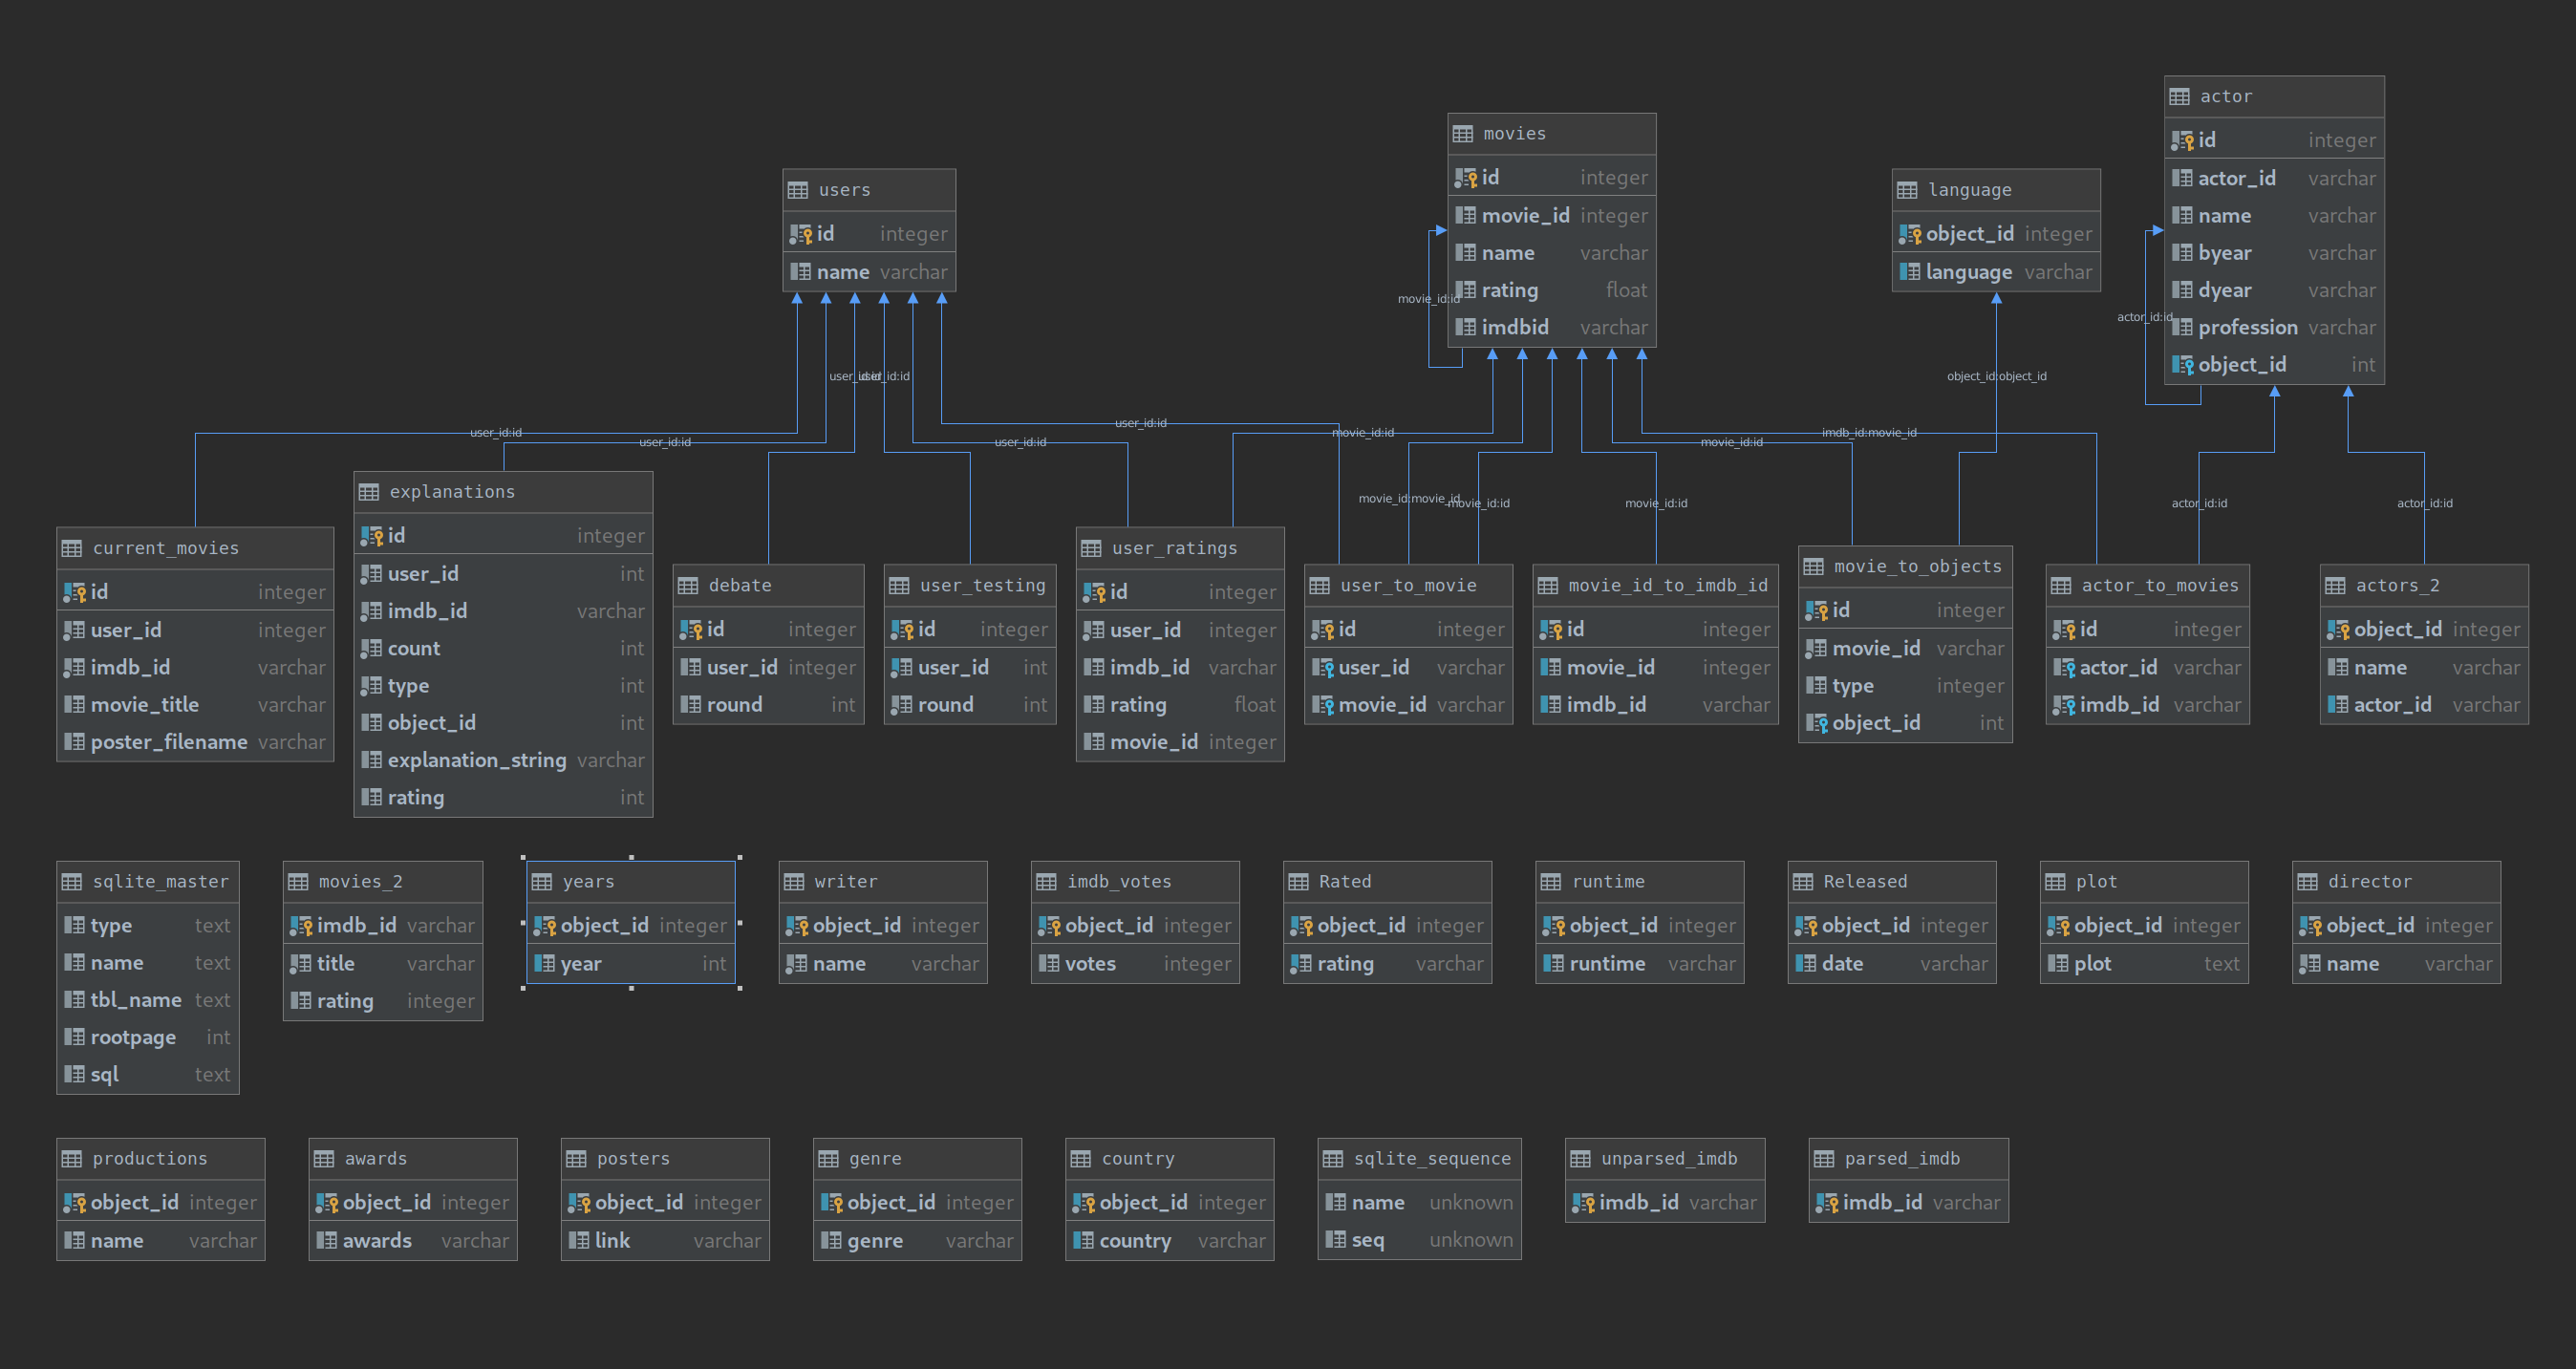 actor
id integer
actor_id varchar
name varchar
byear varchar
dyear varchar
profession varchar
object_id int
actor_id:id
movies
id integer
movie_id integer
name varchar
rating float
imdbid varchar
movie_id:id
users
id integer
name varchar
language
object_id integer
language varchar
user_id:id
user_id:id
object_id:object_id
user_id:id
user_id:id
user_id:id
user_id:id
movie_id:id
movie_id:id
imdb_id:movie_id
movie_id:movie_id
movie_id:id
movie_id:id
actor_id:id
actor_id:id
current_movies
id integer
user_id integer
imdb_id varchar
movie_title varchar
poster_filename varchar
explanations
id integer
user_id int
imdb_id varchar
count int
type int
object_id int
explanation_string varchar
rating int
debate
id integer
user_id integer
round int
user_testing
id integer
user_id int
round int
user_ratings
id integer
user_id integer
imdb_id varchar
rating float
movie_id integer
user_to_movie
id integer
user_id varchar
movie_id varchar
movie_id_to_imdb_id
id integer
movie_id integer
imdb_id varchar
movie_to_objects
id integer
movie_id varchar
type integer
object_id int
actor_to_movies
id integer
actor_id varchar
imdb_id varchar
actors_2
object_id integer
name varchar
actor_id varchar
sqlite_master
type text
name text
tbl_name text
rootpage int
sql text
movies_2
imdb_id varchar
title varchar
rating integer
years
object_id integer
year int
writer
object_id integer
name varchar
imdb_votes
object_id integer
votes integer
Rated
object_id integer
rating varchar
runtime
object_id integer
runtime varchar
Released
object_id integer
date varchar
plot
object_id integer
plot text
director
object_id integer
name varchar
productions
object_id integer
name varchar
awards
object_id integer
awards varchar
posters
object_id integer
link varchar
genre
object_id integer
genre varchar
country
object_id integer
country varchar
sqlite_sequence
name unknown
seq unknown
unparsed_imdb
imdb_id varchar
parsed_imdb
imdb_id varchar